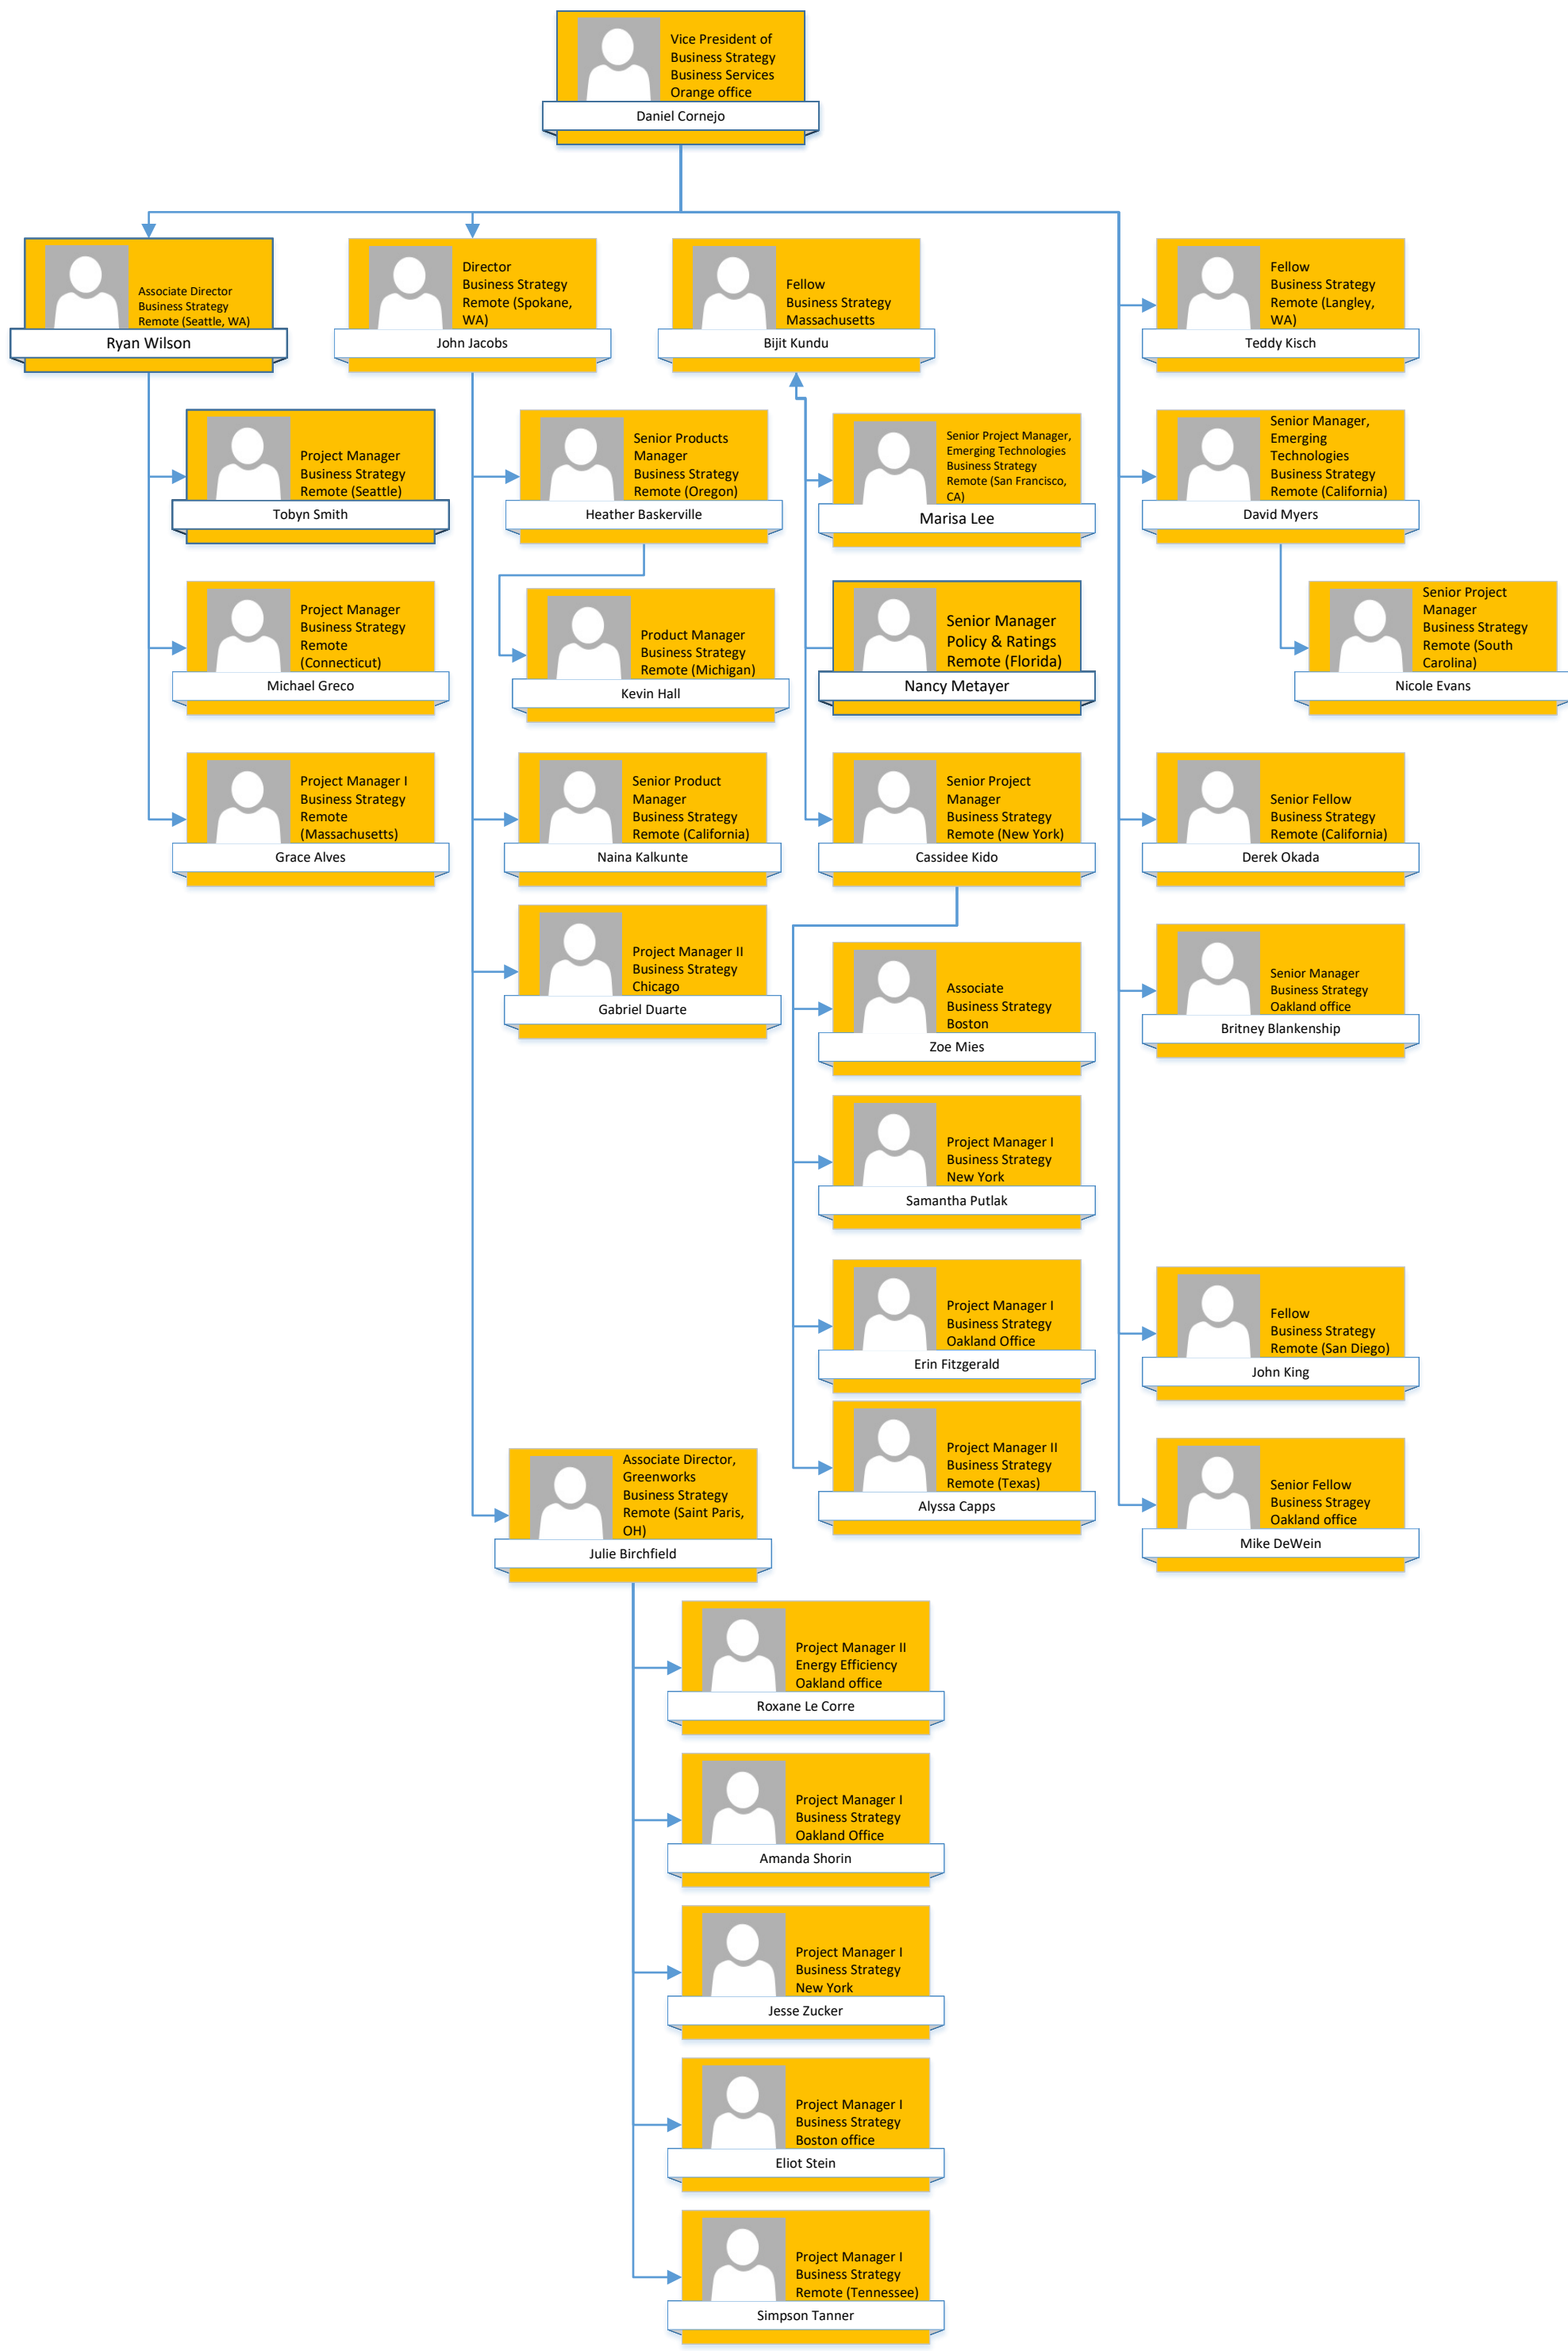 Vice President of
Business Strategy
Business Services
Orange office
Daniel Cornejo
Associate Director
Business Strategy
Remote (Seattle, WA)
Ryan Wilson
Director
Business Strategy
Remote (Spokane,
WA)
John Jacobs
Fellow
Business Strategy
Massachusetts
Bijit Kundu
Fellow
Business Strategy
Remote (Langley,
WA)
Teddy Kisch
Project Manager
Business Strategy
Remote (Seattle)
Tobyn Smith
Senior Products
Manager
Business Strategy
Remote (Oregon)
Heather Baskerville
Senior Project Manager,
Emerging Technologies
Business Strategy
Remote (San Francisco,
CA)
Marisa Lee
Senior Manager,
Emerging
Technologies
Business Strategy
Remote (California)
David Myers
Project Manager
Business Strategy
Remote
(Connecticut)
Michael Greco
Product Manager
Business Strategy
Remote (Michigan)
Kevin Hall
Senior Manager
Policy & Ratings
Remote (Florida)
Nancy Metayer
Senior Project
Manager
Business Strategy
Remote (South
Carolina)
Nicole Evans
Project Manager I
Business Strategy
Remote
(Massachusetts)
Grace Alves
Senior Product
Manager
Business Strategy
Remote (California)
Naina Kalkunte
Senior Project
Manager
Business Strategy
Remote (New York)
Cassidee Kido
Senior Fellow
Business Strategy
Remote (California)
Derek Okada
Project Manager II
Business Strategy
Chicago
Gabriel Duarte
Associate
Business Strategy
Boston
Zoe Mies
Senior Manager
Business Strategy
Oakland office
Britney Blankenship
Project Manager I
Business Strategy
New York
Samantha Putlak
Project Manager I
Business Strategy
Oakland Office
Erin Fitzgerald
Fellow
Business Strategy
Remote (San Diego)
John King
Associate Director,
Greenworks
Business Strategy
Remote (Saint Paris,
OH)
Julie Birchfield
Project Manager II
Business Strategy
Remote (Texas)
Alyssa Capps
Senior Fellow
Business Stragey
Oakland office
Mike DeWein
Project Manager II
Energy Efficiency
Oakland office
Roxane Le Corre
Project Manager I
Business Strategy
Oakland Office
Amanda Shorin
Project Manager I
Business Strategy
New York
Jesse Zucker
Project Manager I
Business Strategy
Boston office
Eliot Stein
Project Manager I
Business Strategy
Remote (Tennessee)
Simpson Tanner